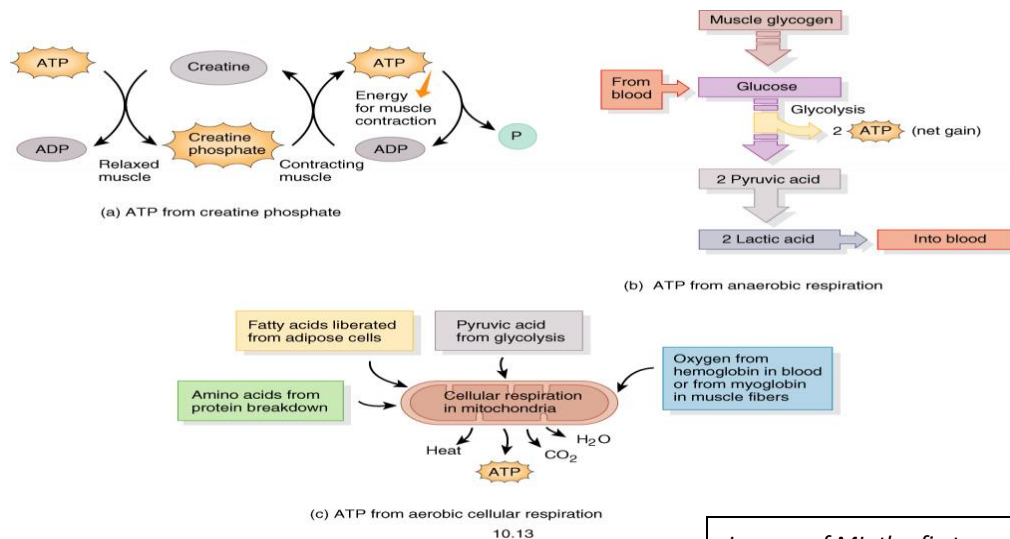 ATP
Creatine
ATP
Energy
for muscle
contraction
ADP
Creatine
phosphate
ADP
P
Relaxed
muscle
Contracting
muscle
(a) ATP from creatine phosphate
Muscle glycogen
From
blood
Glucose
Glycolysis
2 ATP (net gain)
2 Pyruvic acid
2 Lactic acid
Into blood
(b) ATP from anaerobic respiration
Fatty acids liberated
from adipose cells
Pyruvic acid
from glycolysis
Oxygen from
hemoglobin in blood
or from myoglobin
in muscle fibers
Amino acids from
protein breakdown
Cellular respiration
in mitochondria
Heat
ATP
CO₂
H₂O
(c) ATP from aerobic cellular respiration
10.13